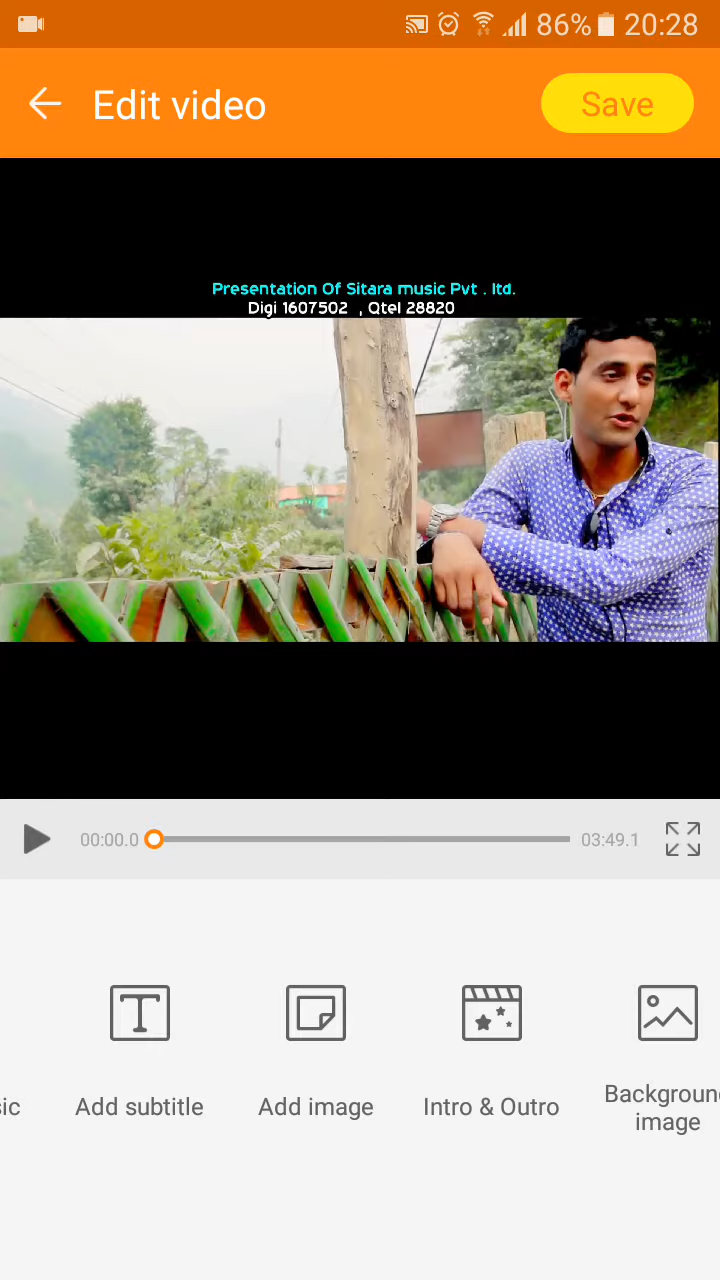 86% 20:28
Edit video Save
Presentation Of Sitara music Pvt . ltd.
Digi 1607502 , Qtel 28820
00:00.0 03:49.1
sic Add subtitle Add image Intro & Outro Background
image